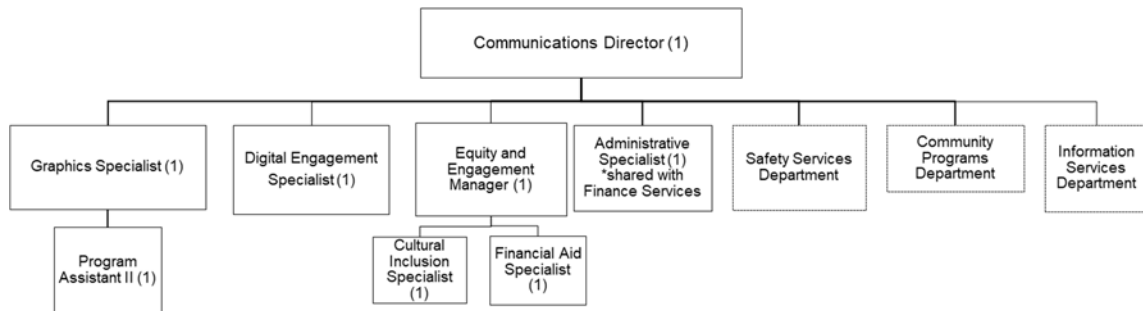 Communications Director (1)
Graphics Specialist (1)
Digital Engagement
Specialist (1)
Equity and
Engagement
Manager (1)
Administrative
Specialist (1)
*shared with
Finance Services
Safety Services
Department
Community
Programs
Department
Information
Services
Department
Program
Assistant II (1)
Cultural
Inclusion
Specialist
(1)
Financial Aid
Specialist
(1)